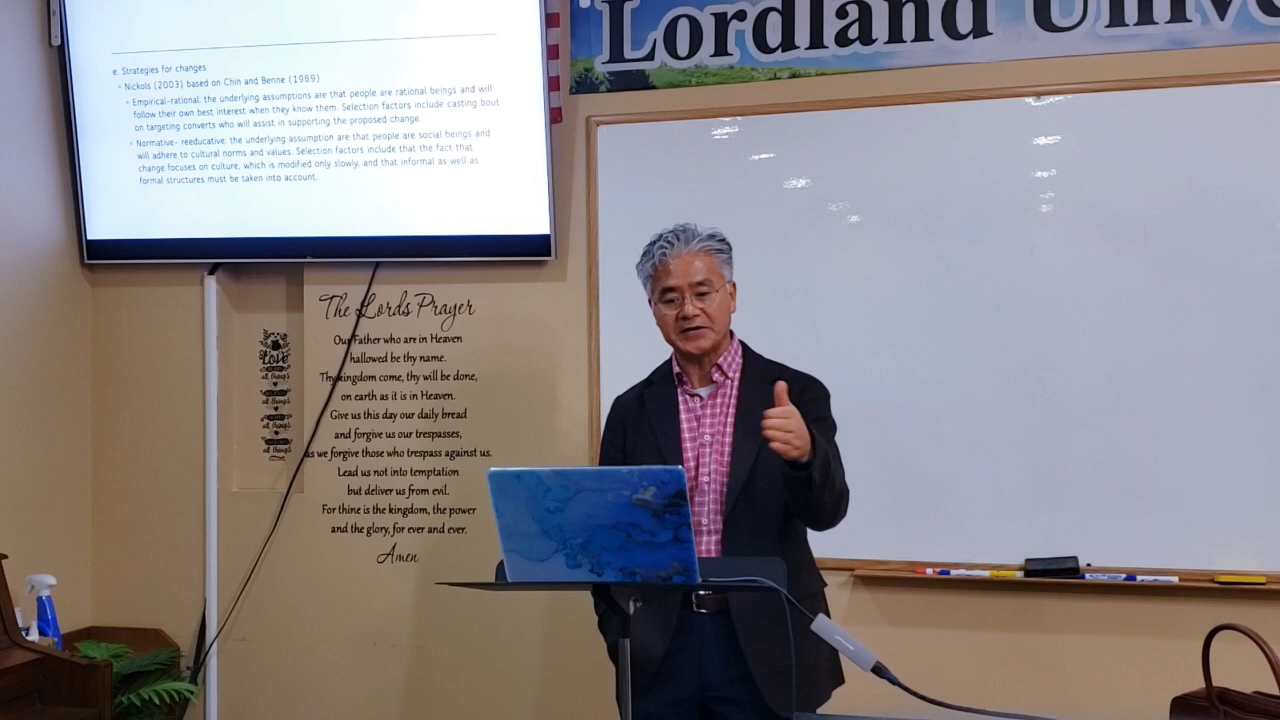 e. Strategies for changes
Nickols (2003) based on Chin and Benne (1969)
Empirical-rational: the underlying assumptions are that people are rational beings and will
follow their own best interest when they know them. Selection factors include casting bout
on targeting converts who will assist in supporting the proposed change.
Normative- reeducative: the underlying assumption are that people are social beings and
will adhere to cultural norms and values. Selection factors include that the fact that
change focuses on culture, which is modified only slowly, and that informal as well as
formal structures must be taken into account.
Lordland Unive
The Lord's Prayer
Our Father who are in Heaven
hallowed be thy name.
Thy kingdom come, thy will be done,
on earth as it is in Heaven.
Give us this day our daily bread
and forgive us our trespasses,
as we forgive those who trespass against us.
Lead us not into temptation
but deliver us from evil.
For thine is the kingdom, the power
and the glory, for ever and ever.
Amen
LOVE
all things
all things
all things
all things